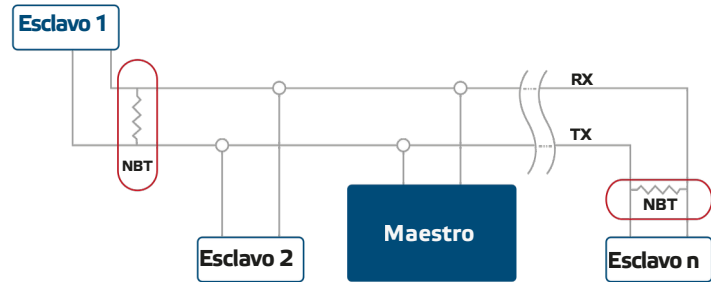 Esclavo 1
RX
TX
NBT
NBT
Maestro
Esclavo 2
Esclavo n